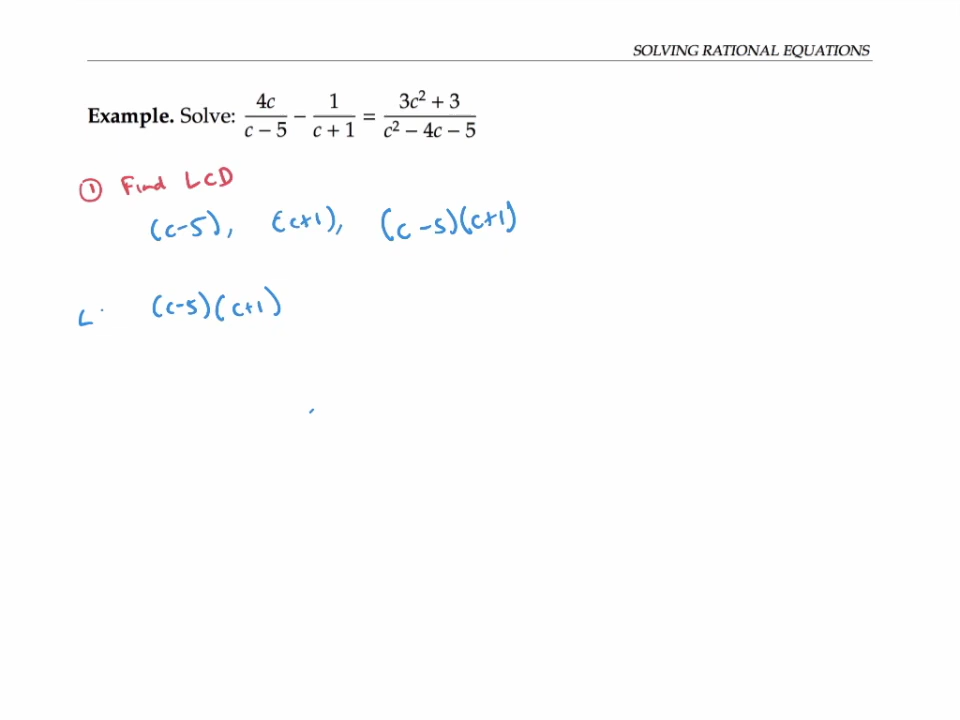 SOLVING RATIONAL EQUATIONS
Example. Solve: 4c/(c − 5) − 1/(c + 1) = (3c² + 3)/(c² − 4c − 5)
① Find LCD
(c-5), (c+1), (c-5)(c+1)
L (c-5)(c+1)